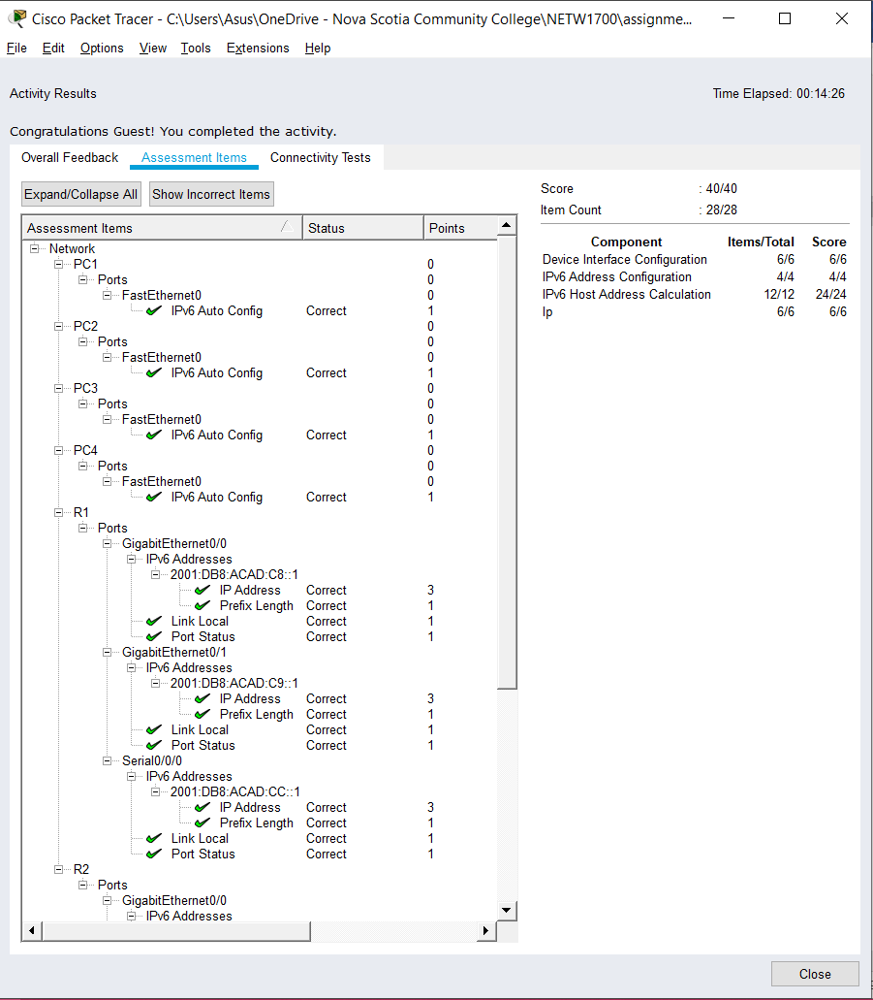 Cisco Packet Tracer - C:\Users\Asus\OneDrive - Nova Scotia Community College\NETW1700\assignme...
File Edit Options View Tools Extensions Help
Activity Results
Time Elapsed: 00:14:26
Congratulations Guest! You completed the activity.
Overall Feedback Assessment Items Connectivity Tests
Expand/Collapse All Show Incorrect Items
Assessment Items Status Points
Network
PC1 0
Ports 0
FastEthernet0 0
IPv6 Auto Config Correct 1
PC2 0
Ports 0
FastEthernet0 0
IPv6 Auto Config Correct 1
PC3 0
Ports 0
FastEthernet0 0
IPv6 Auto Config Correct 1
PC4 0
Ports 0
FastEthernet0 0
IPv6 Auto Config Correct 1
R1
Ports
GigabitEthernet0/0
IPv6 Addresses
2001:DB8:ACAD:C8::1
IP Address Correct 3
Prefix Length Correct 1
Link Local Correct 1
Port Status Correct 1
GigabitEthernet0/1
IPv6 Addresses
2001:DB8:ACAD:C9::1
IP Address Correct 3
Prefix Length Correct 1
Link Local Correct 1
Port Status Correct 1
Serial0/0/0
IPv6 Addresses
2001:DB8:ACAD:CC::1
IP Address Correct 3
Prefix Length Correct 1
Link Local Correct 1
Port Status Correct 1
R2
Ports
GigabitEthernet0/0
IPv6 Addresses
Score : 40/40
Item Count : 28/28
Component Items/Total Score
Device Interface Configuration 6/6 6/6
IPv6 Address Configuration 4/4 4/4
IPv6 Host Address Calculation 12/12 24/24
Ip 6/6 6/6
Close